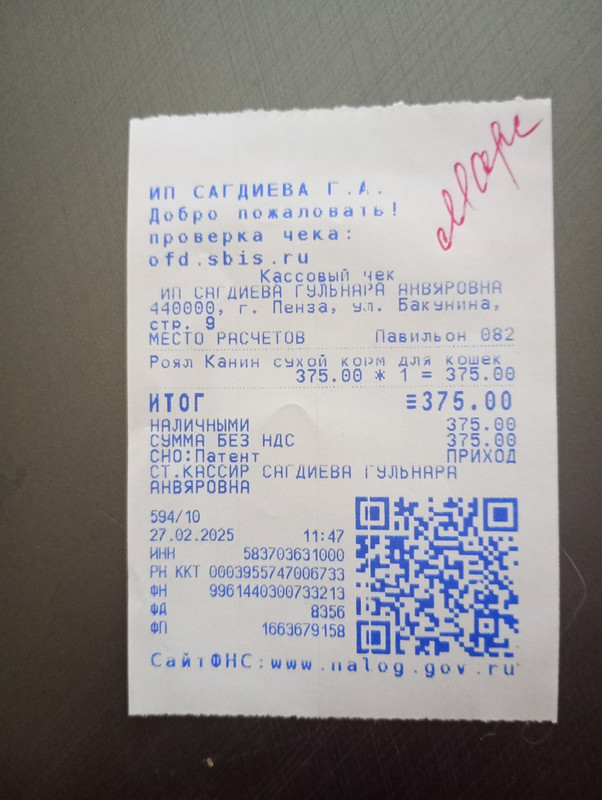 Марс
ИП САГДИЕВА Г.А.
Добро пожаловать!
проверка чека:
ofd.sbis.ru
Кассовый чек
ИП САГДИЕВА ГУЛЬНАРА АНВЯРОВНА
440000, г. Пенза, ул. Бакунина,
стр. 9
МЕСТО РАСЧЕТОВ Павильон 082
Роял Канин сухой корм для кошек
375.00 * 1 = 375.00
ИТОГ ≡375.00
НАЛИЧНЫМИ 375.00
СУММА БЕЗ НДС 375.00
СНО:Патент ПРИХОД
СТ.КАССИР САГДИЕВА ГУЛЬНАРА
АНВЯРОВНА
594/10
27.02.2025 11:47
ИНН 583703631000
РН ККТ 0003955747006733
ФН 9961440300733213
ФД 8356
ФП 1663679158
СайтФНС:www.nalog.gov.ru